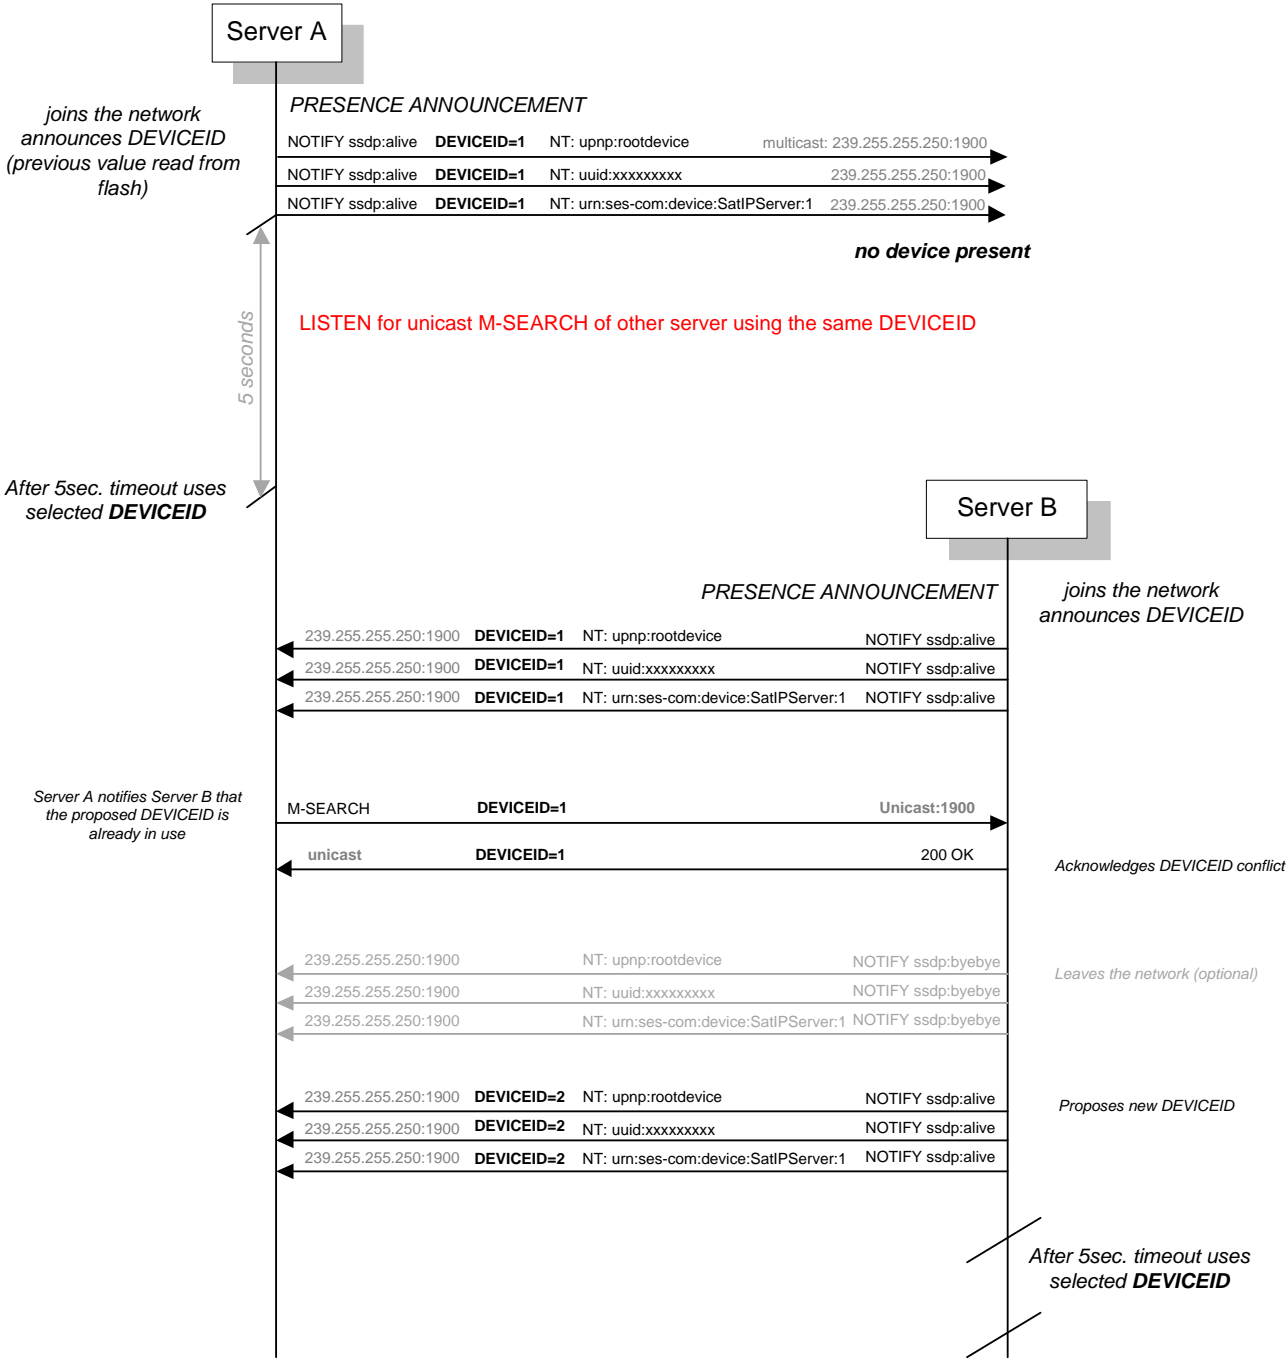 Server A
PRESENCE ANNOUNCEMENT
joins the network
announces DEVICEID
(previous value read from
flash)
NOTIFY ssdp:alive DEVICEID=1 NT: upnp:rootdevice multicast: 239.255.255.250:1900
NOTIFY ssdp:alive DEVICEID=1 NT: uuid:xxxxxxxxx 239.255.255.250:1900
NOTIFY ssdp:alive DEVICEID=1 NT: urn:ses-com:device:SatIPServer:1 239.255.255.250:1900
no device present
5 seconds
LISTEN for unicast M-SEARCH of other server using the same DEVICEID
After 5sec. timeout uses
selected DEVICEID
Server B
PRESENCE ANNOUNCEMENT
joins the network
announces DEVICEID
239.255.255.250:1900 DEVICEID=1 NT: upnp:rootdevice NOTIFY ssdp:alive
239.255.255.250:1900 DEVICEID=1 NT: uuid:xxxxxxxxx NOTIFY ssdp:alive
239.255.255.250:1900 DEVICEID=1 NT: urn:ses-com:device:SatIPServer:1 NOTIFY ssdp:alive
Server A notifies Server B that
the proposed DEVICEID is
already in use
M-SEARCH DEVICEID=1 Unicast:1900
unicast DEVICEID=1 200 OK
Acknowledges DEVICEID conflict
239.255.255.250:1900 NT: upnp:rootdevice NOTIFY ssdp:byebye
239.255.255.250:1900 NT: uuid:xxxxxxxxx NOTIFY ssdp:byebye
239.255.255.250:1900 NT: urn:ses-com:device:SatIPServer:1 NOTIFY ssdp:byebye
Leaves the network (optional)
239.255.255.250:1900 DEVICEID=2 NT: upnp:rootdevice NOTIFY ssdp:alive
239.255.255.250:1900 DEVICEID=2 NT: uuid:xxxxxxxxx NOTIFY ssdp:alive
239.255.255.250:1900 DEVICEID=2 NT: urn:ses-com:device:SatIPServer:1 NOTIFY ssdp:alive
Proposes new DEVICEID
After 5sec. timeout uses
selected DEVICEID